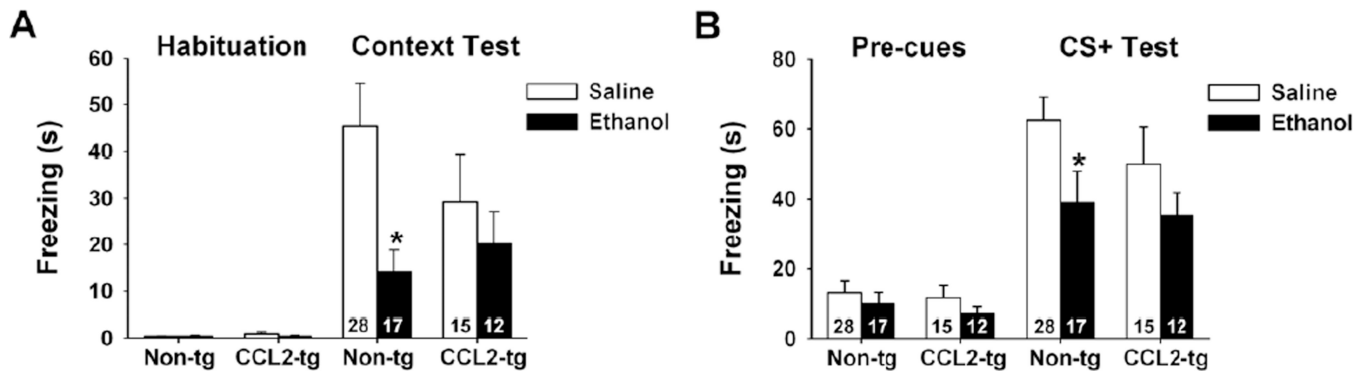 A
Habituation
Context Test
60
50
40
30
20
10
0
Freezing (s)
Saline
Ethanol
*
28
17
15
12
Non-tg
CCL2-tg
Non-tg
CCL2-tg
B
Pre-cues
CS+ Test
80
60
40
20
0
Freezing (s)
Saline
Ethanol
*
28
17
15
12
28
17
15
12
Non-tg
CCL2-tg
Non-tg
CCL2-tg